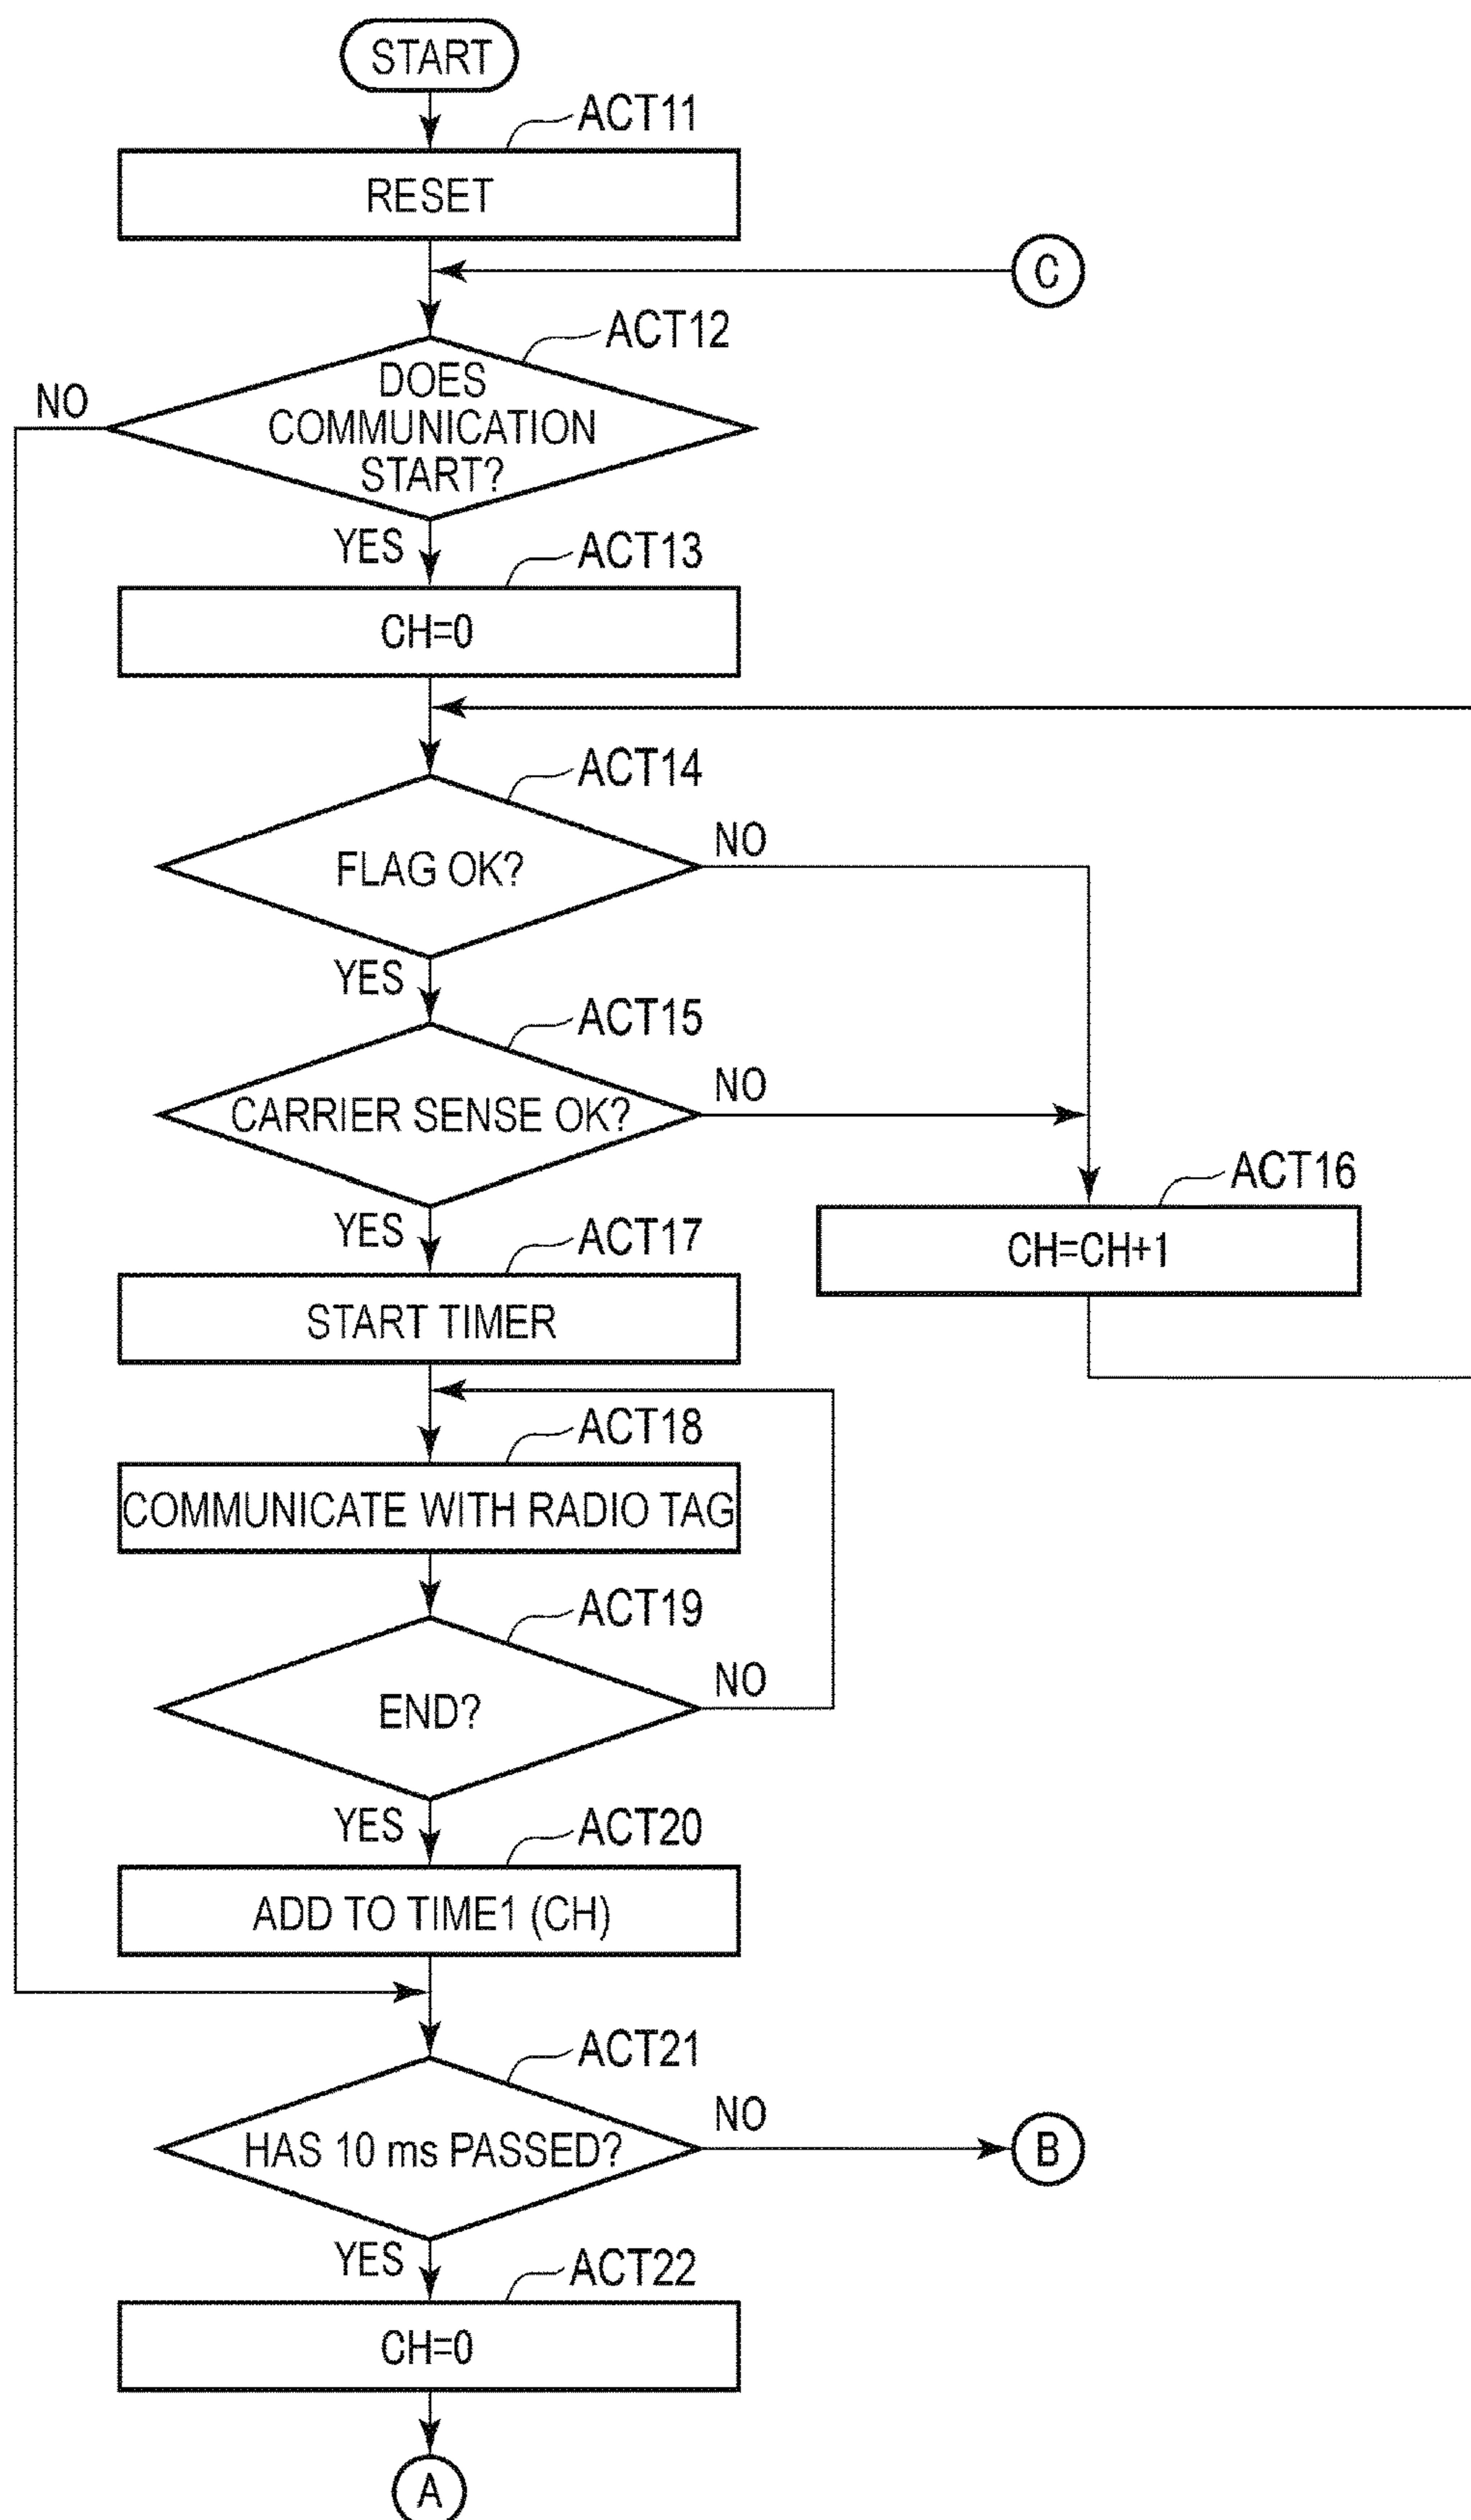 START
ACT11
RESET
C
ACT12
NO
DOES
COMMUNICATION
START?
YES
ACT13
CH=0
ACT14
NO
FLAG OK?
YES
ACT15
NO
CARRIER SENSE OK?
ACT16
YES
ACT17
CH=CH+1
START TIMER
ACT18
COMMUNICATE WITH RADIO TAG
ACT19
NO
END?
YES
ACT20
ADD TO TIME1 (CH)
ACT21
NO
HAS 10 ms PASSED?
B
YES
ACT22
CH=0
A